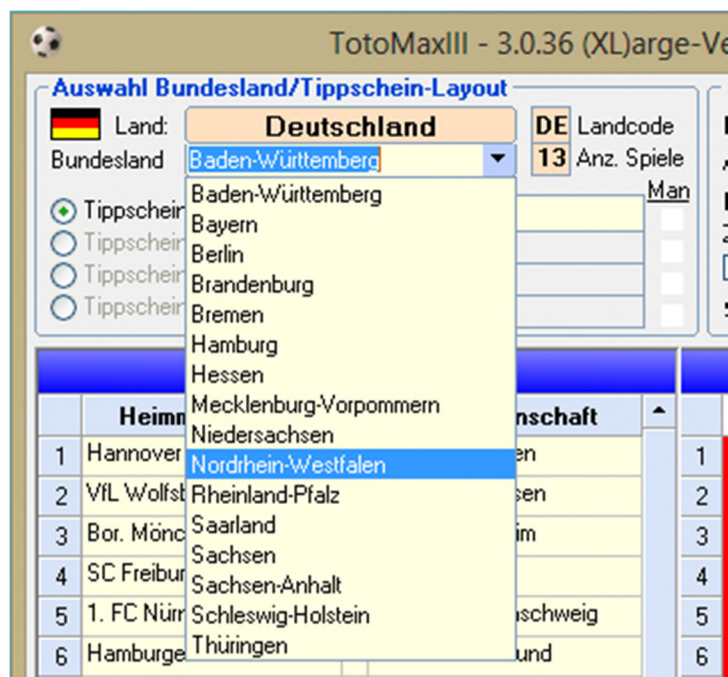 TotoMaxIII - 3.0.36 (XL)arge-Ve
Auswahl Bundesland/Tippschein-Layout
Land: Deutschland DE Landcode
Bundesland Baden-Württemberg 13 Anz. Spiele
Man
Tippschein
Tippschein
Tippschein
Tippschein
Baden-Württemberg
Bayern
Berlin
Brandenburg
Bremen
Hamburg
Hessen
Mecklenburg-Vorpommern
Niedersachsen
Nordrhein-Westfalen
Rheinland-Pfalz
Saarland
Sachsen
Sachsen-Anhalt
Schleswig-Holstein
Thüringen
Heimm nschaft
1 Hannover en 1
2 VfL Wolfsb sen 2
3 Bor. Mönc im 3
4 SC Freibur 4
5 1. FC Nürn nschweig 5
6 Hamburge und 6